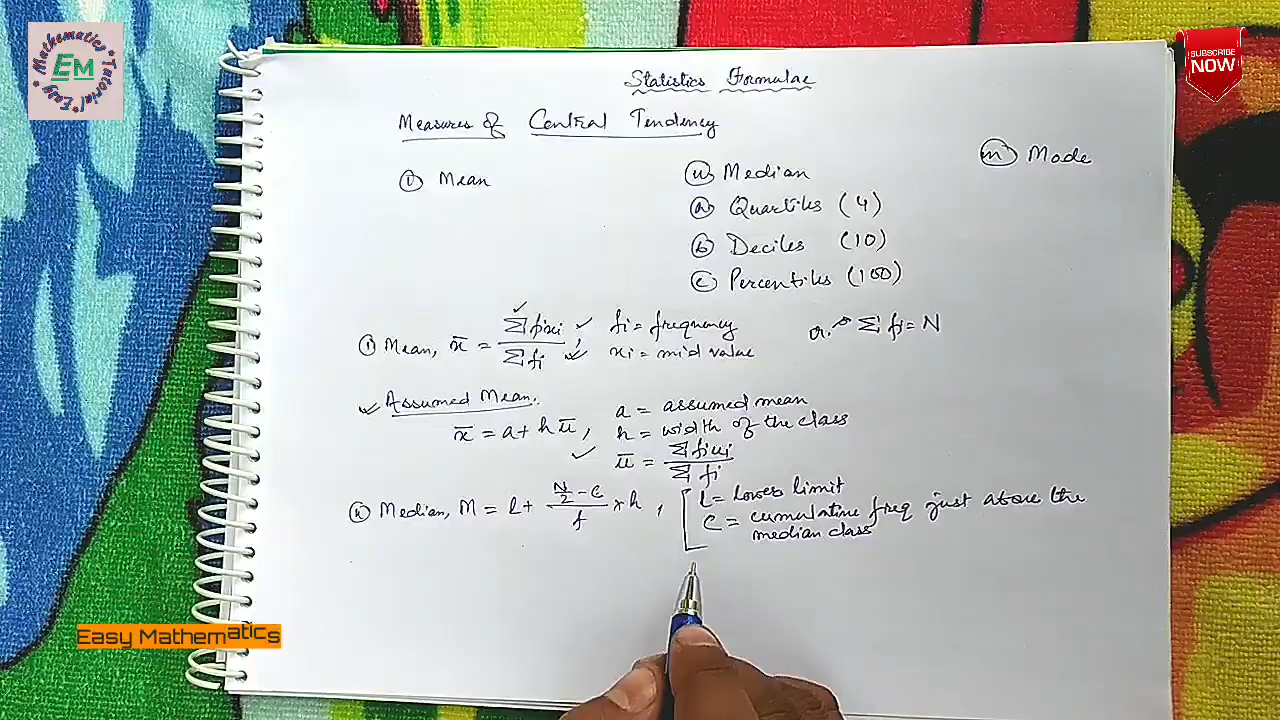 Mathematics Tutorial Easy
EM
SUBSCRIBE
NOW
Statistics Formulae
Measures of Central Tendency
(i) Mean
(ii) Median
(iii) Mode
(a) Quartiles (4)
(b) Deciles (10)
(c) Percentiles (100)
(i) Mean, x̄ = Σfixi / Σfi, fi = frequency or, Σfi = N
xi = mid value
Assumed Mean:
x̄ = a + hū, a = assumed mean
h = width of the class
ū = Σfiui / Σfi
(ii) Median, M = l + (N/2 - C) / f × h, l = lower limit
C = cumulative freq just above the
median class
Easy Mathematics